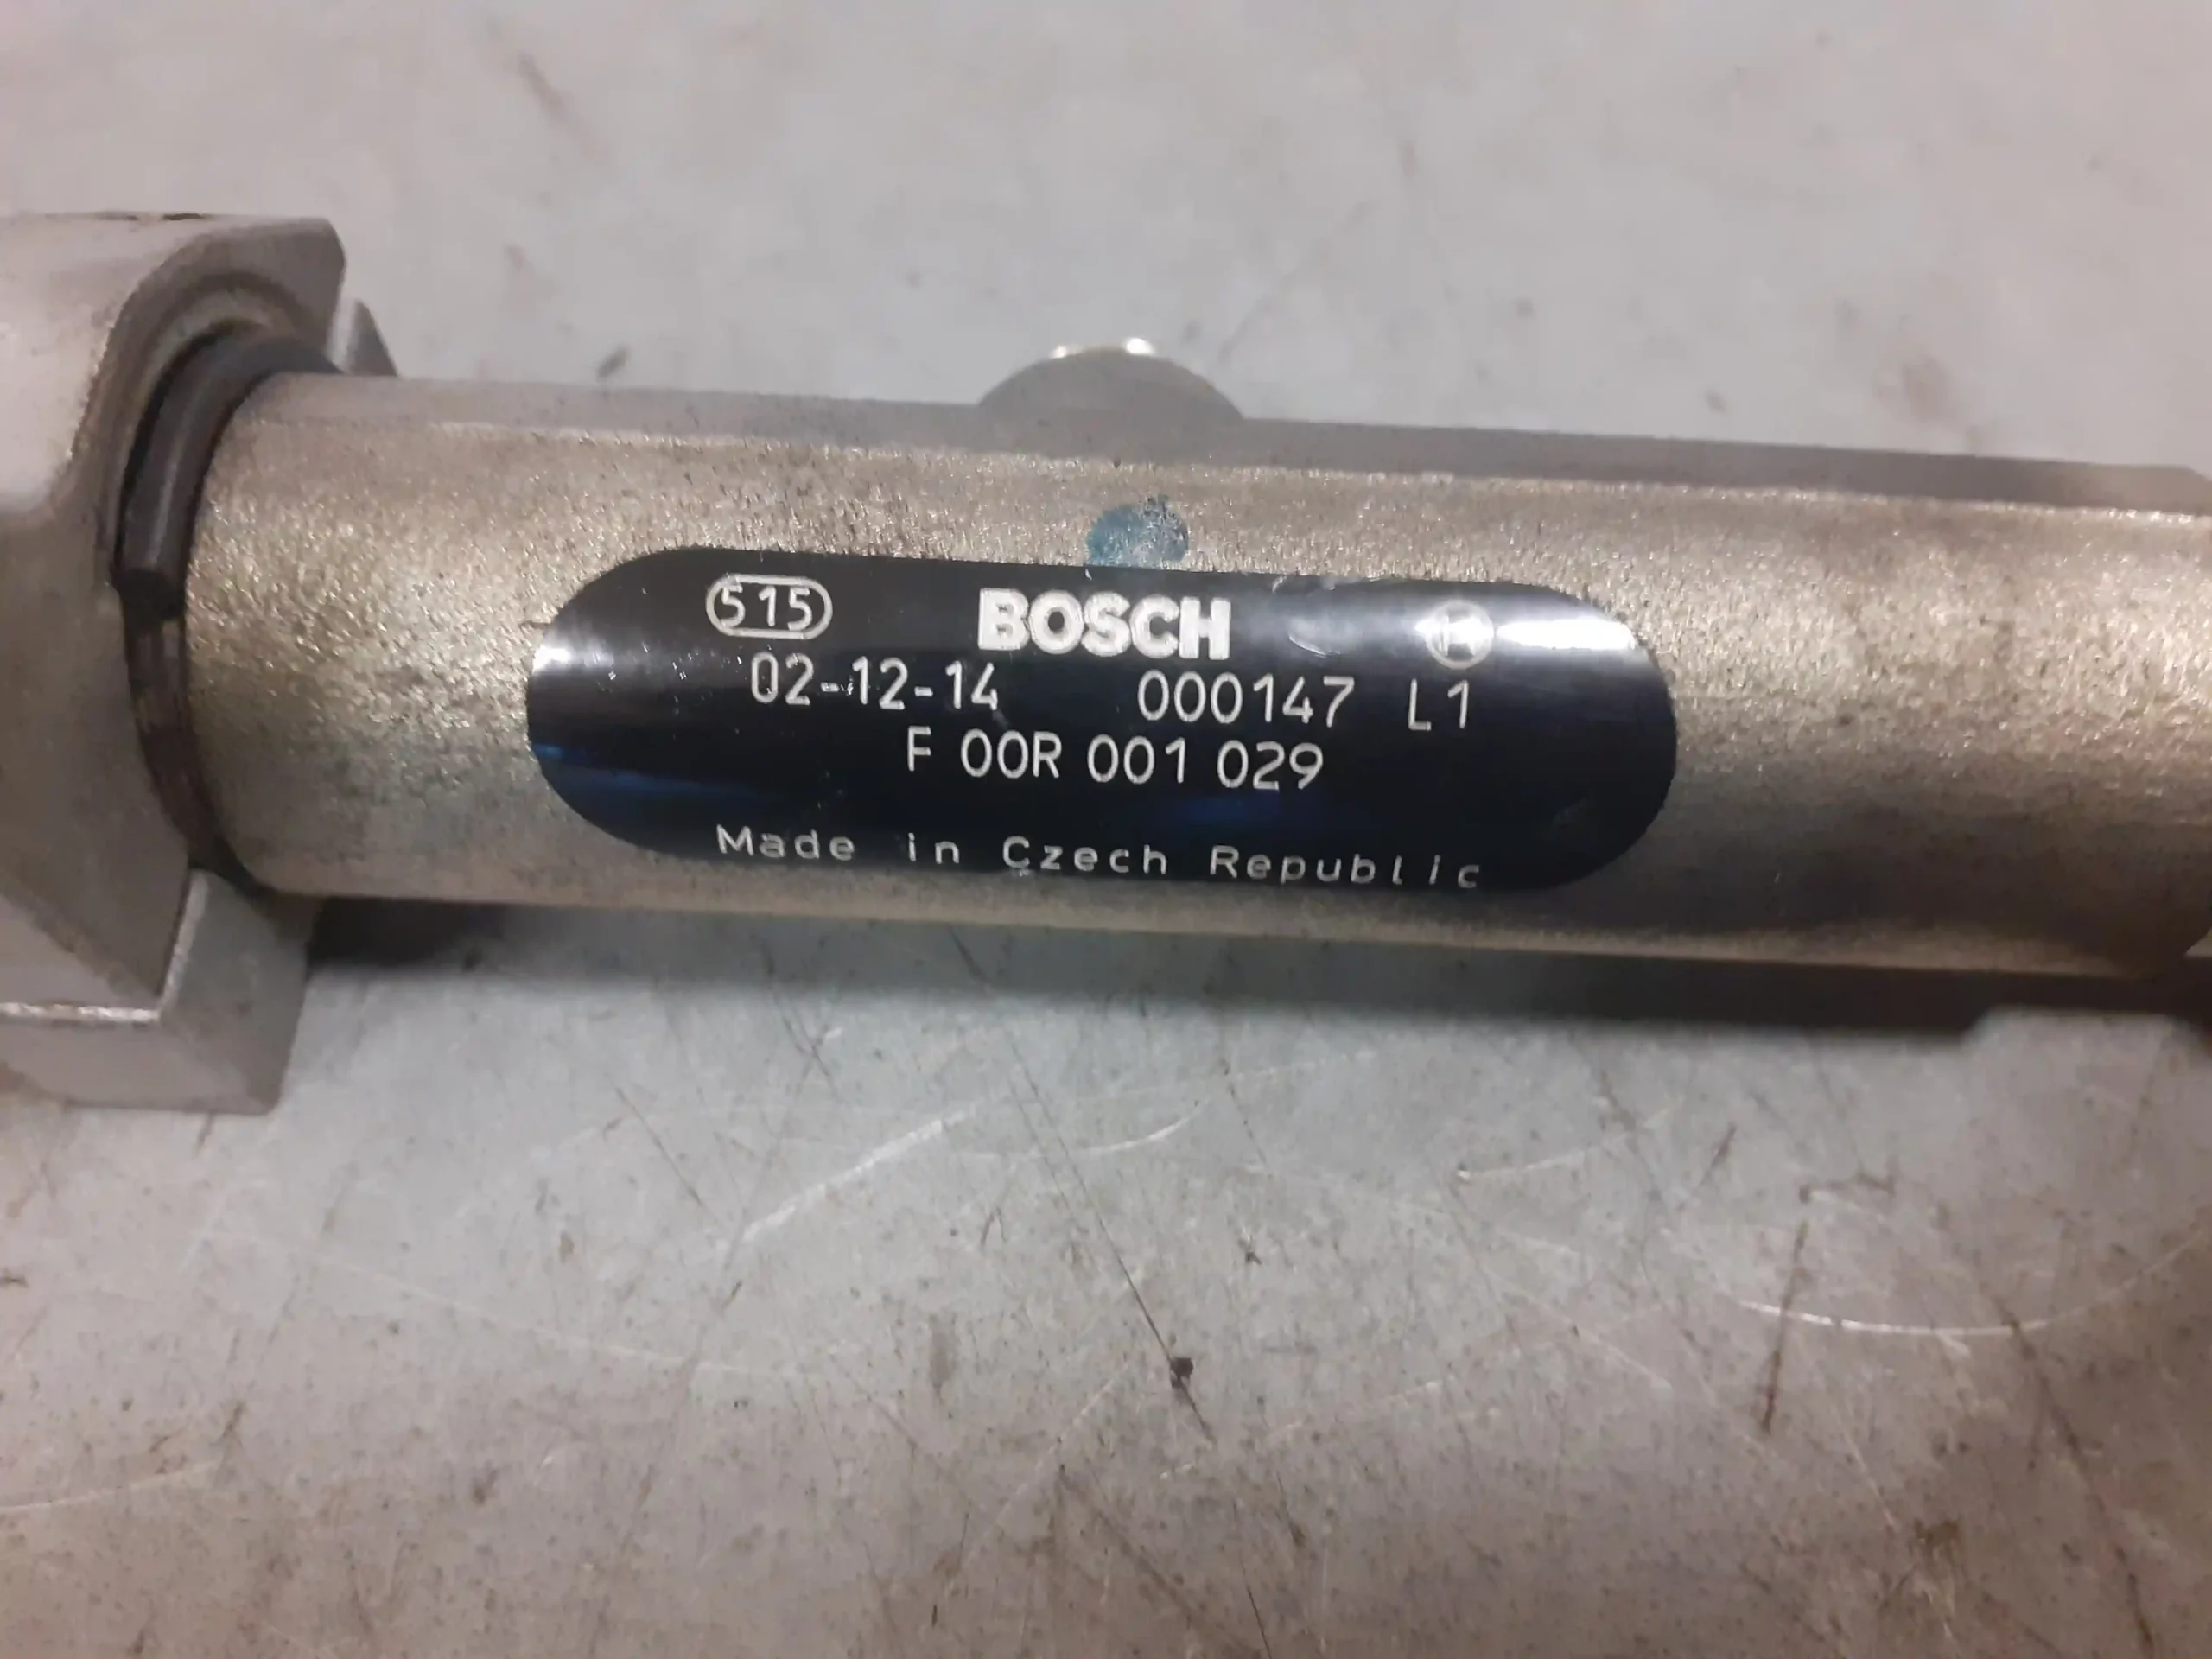 515 BOSCH
02-12-14 000147 L1
F 00R 001 029
Made in Czech Republic